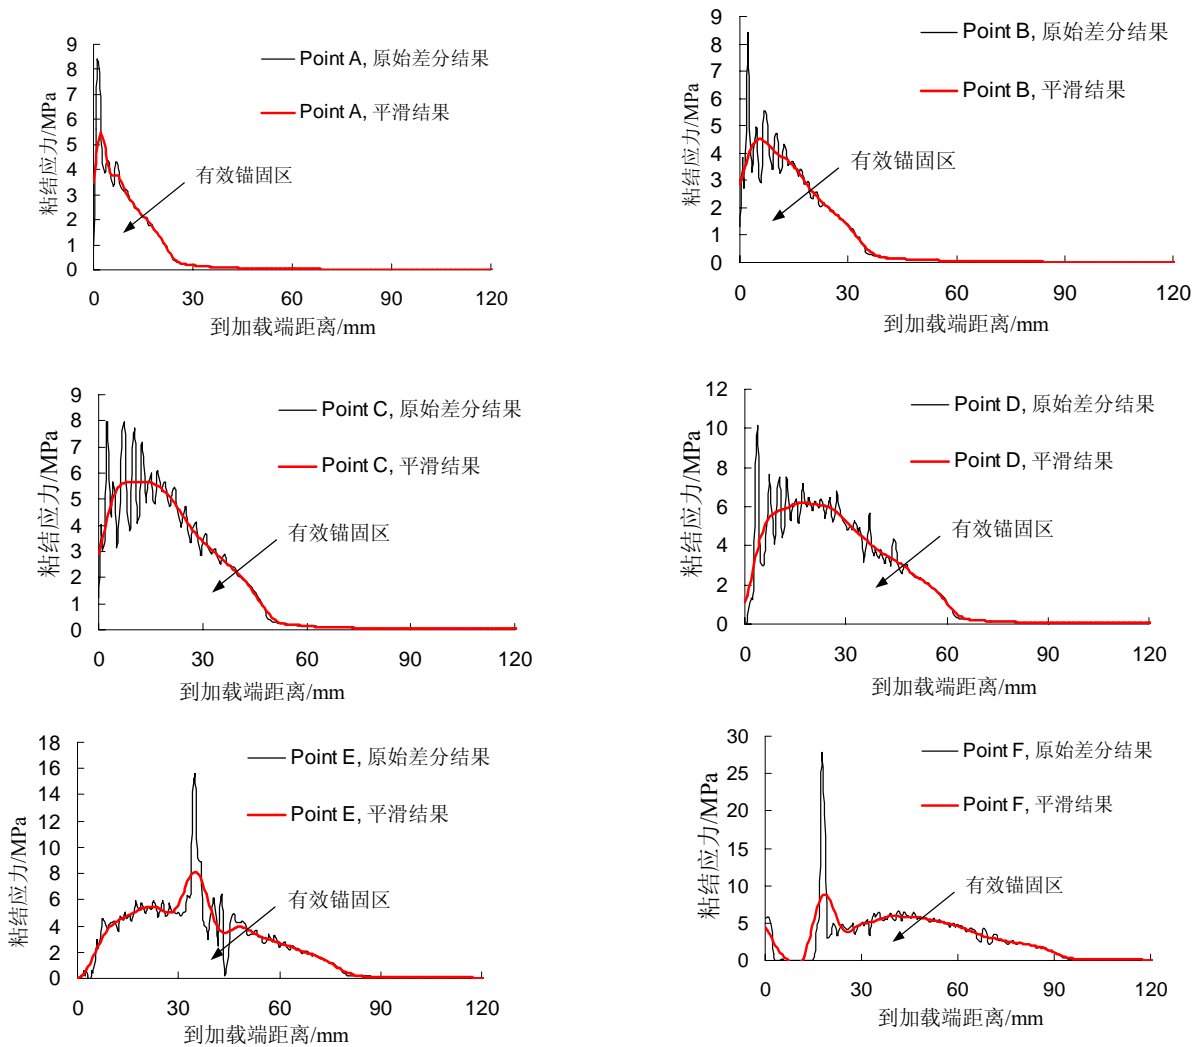 粘结应力/MPa
9
8
7
6
5
4
3
2
1
0
Point A, 原始差分结果
Point A, 平滑结果
有效锚固区
0 30 60 90 120
到加载端距离/mm
粘结应力/MPa
9
8
7
6
5
4
3
2
1
0
Point B, 原始差分结果
Point B, 平滑结果
有效锚固区
0 30 60 90 120
到加载端距离/mm
粘结应力/MPa
9
8
7
6
5
4
3
2
1
0
Point C, 原始差分结果
Point C, 平滑结果
有效锚固区
0 30 60 90 120
到加载端距离/mm
粘结应力/MPa
12
10
8
6
4
2
0
Point D, 原始差分结果
Point D, 平滑结果
有效锚固区
0 30 60 90 120
到加载端距离/mm
粘结应力/MPa
18
16
14
12
10
8
6
4
2
0
Point E, 原始差分结果
Point E, 平滑结果
有效锚固区
0 30 60 90 120
到加载端距离/mm
粘结应力/MPa
30
25
20
15
10
5
0
Point F, 原始差分结果
Point F, 平滑结果
有效锚固区
0 30 60 90 120
到加载端距离/mm